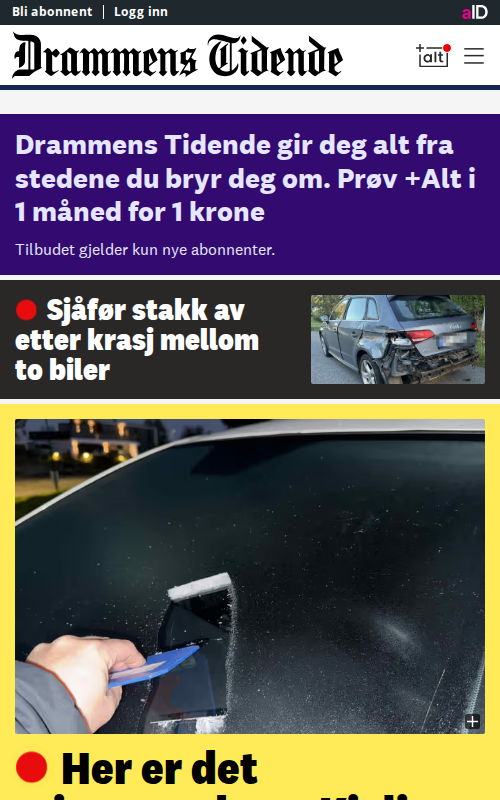 Bli abonnent | Logg inn
aID
Drammens Tidende
+alt
Drammens Tidende gir deg alt fra
stedene du bryr deg om. Prøv +Alt i
1 måned for 1 krone
Tilbudet gjelder kun nye abonnenter.
Sjåfør stakk av
etter krasj mellom
to biler
Her er det